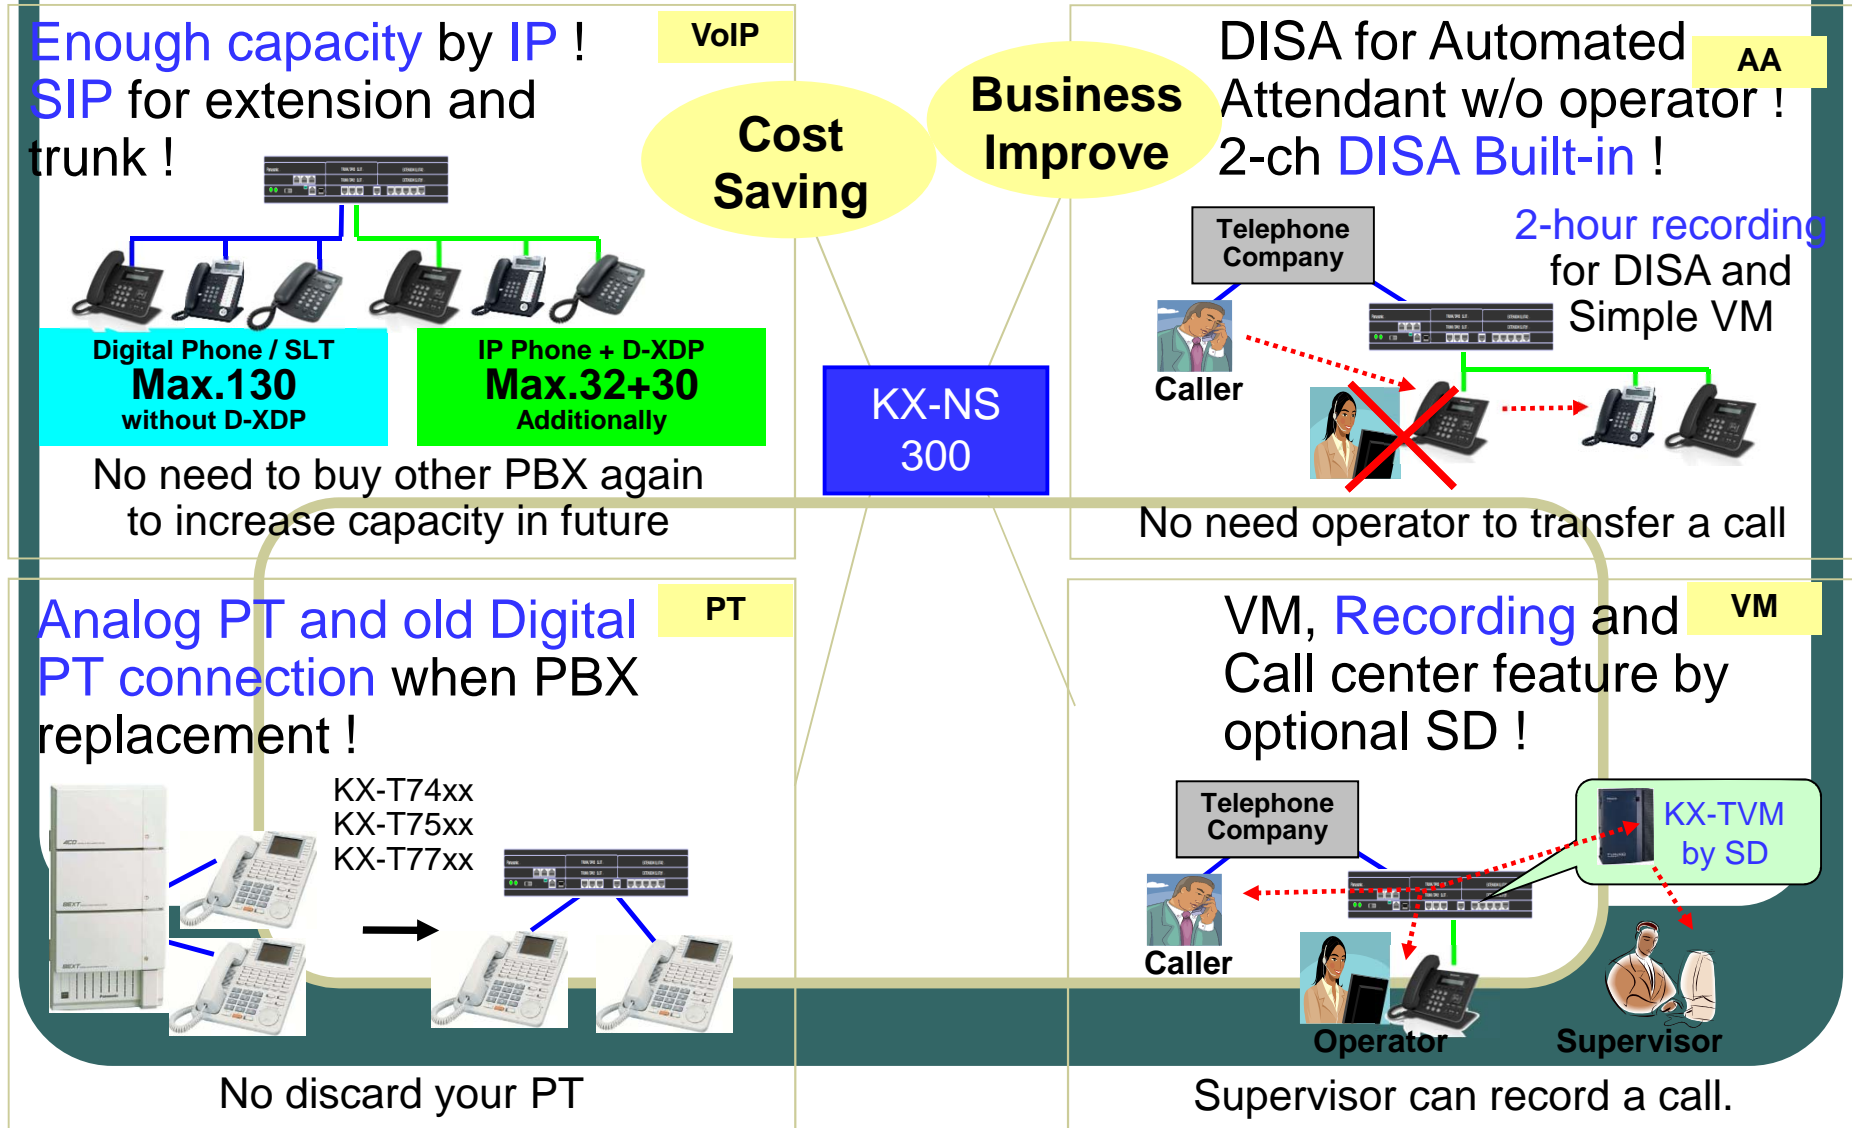 Enough capacity by IP !
SIP for extension and
trunk !
VoIP
Digital Phone / SLT
Max.130
without D-XDP
IP Phone + D-XDP
Max.32+30
Additionally
No need to buy other PBX again
to increase capacity in future
Cost
Saving
Business
Improve
DISA for Automated
Attendant w/o operator !
2-ch DISA Built-in !
AA
Telephone
Company
2-hour recording
for DISA and
Simple VM
Caller
No need operator to transfer a call
KX-NS
300
Analog PT and old Digital
PT connection when PBX
replacement !
PT
KX-T74xx
KX-T75xx
KX-T77xx
No discard your PT
VM, Recording and
Call center feature by
optional SD !
VM
Telephone
Company
KX-TVM
by SD
Caller
Operator
Supervisor
Supervisor can record a call.